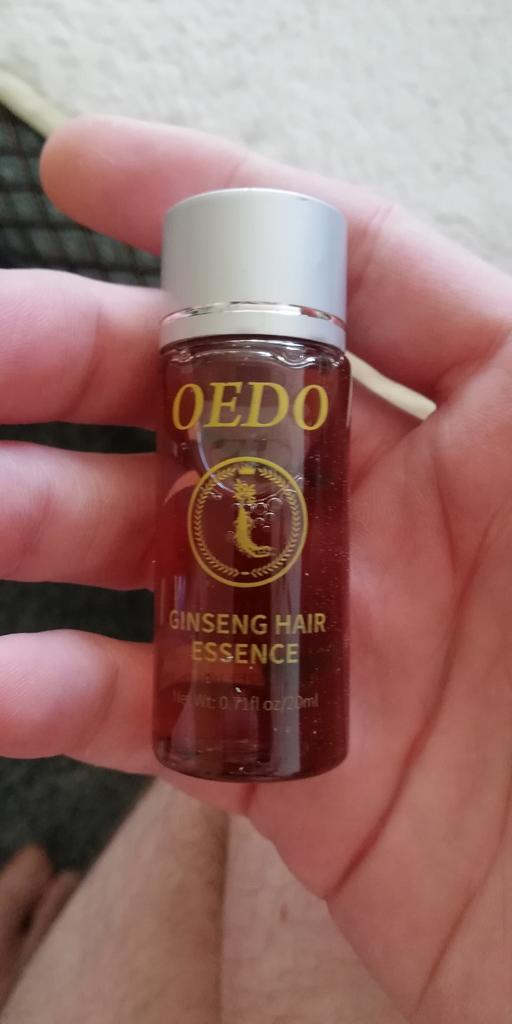 OEDO
GINSENG HAIR
ESSENCE
Net Wt: 0.71fl oz/20ml